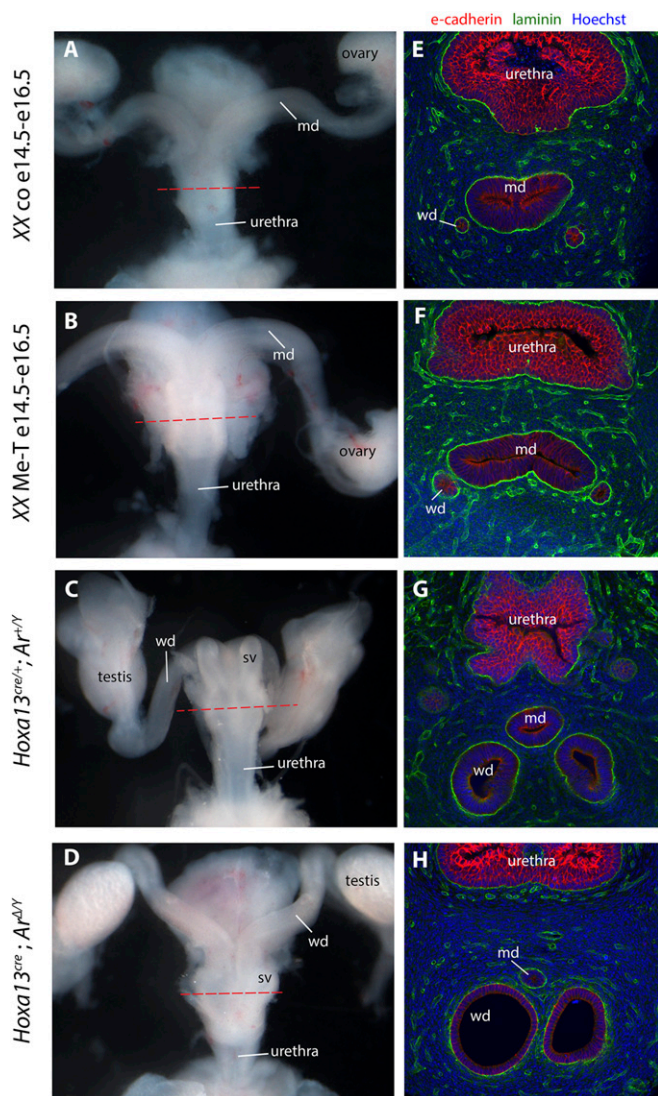 e-cadherin laminin Hoechst
XX co e14.5-e16.5
A
ovary
md
urethra
E
urethra
md
wd
XX Me-T e14.5-e16.5
B
md
ovary
urethra
F
urethra
md
wd
Hoxa13cre/+; Ar+/Y
C
wd
sv
testis
urethra
G
urethra
md
wd
Hoxa13cre; ArΔ/Y
D
testis
wd
sv
urethra
H
urethra
md
wd